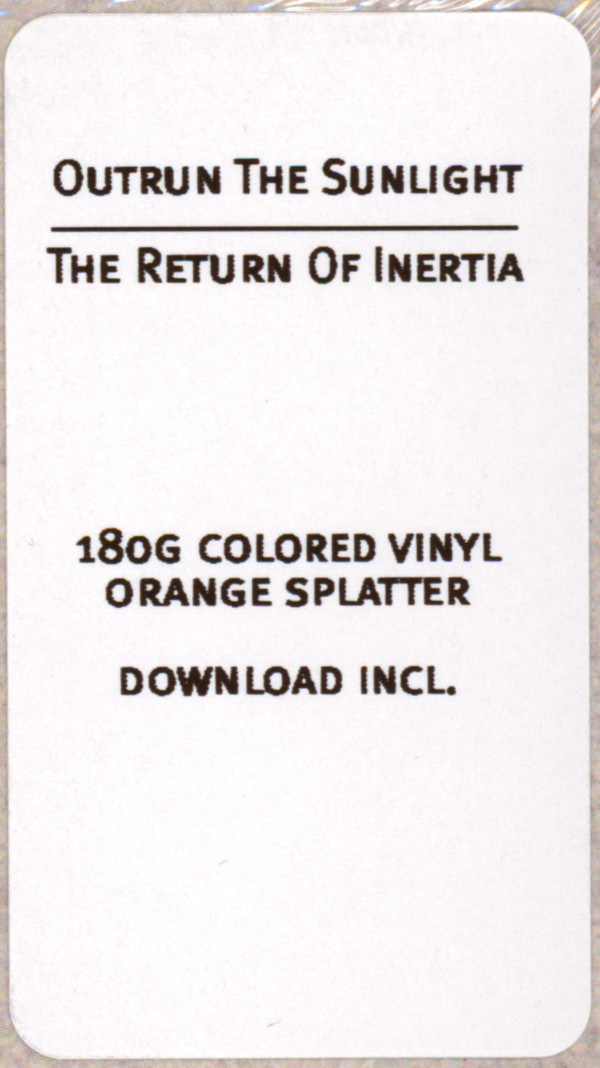 Outrun The Sunlight
The Return Of Inertia
180G COLORED VINYL
ORANGE SPLATTER
DOWNLOAD INCL.